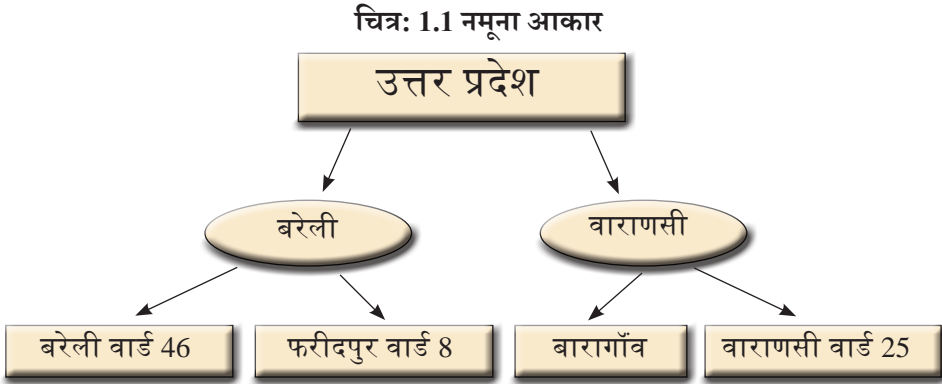 चित्र: 1.1 नमूना आकार
उत्तर प्रदेश
बरेली
वाराणसी
बरेली वार्ड 46
फरीदपुर वार्ड 8
बारागॉंव
वाराणसी वार्ड 25